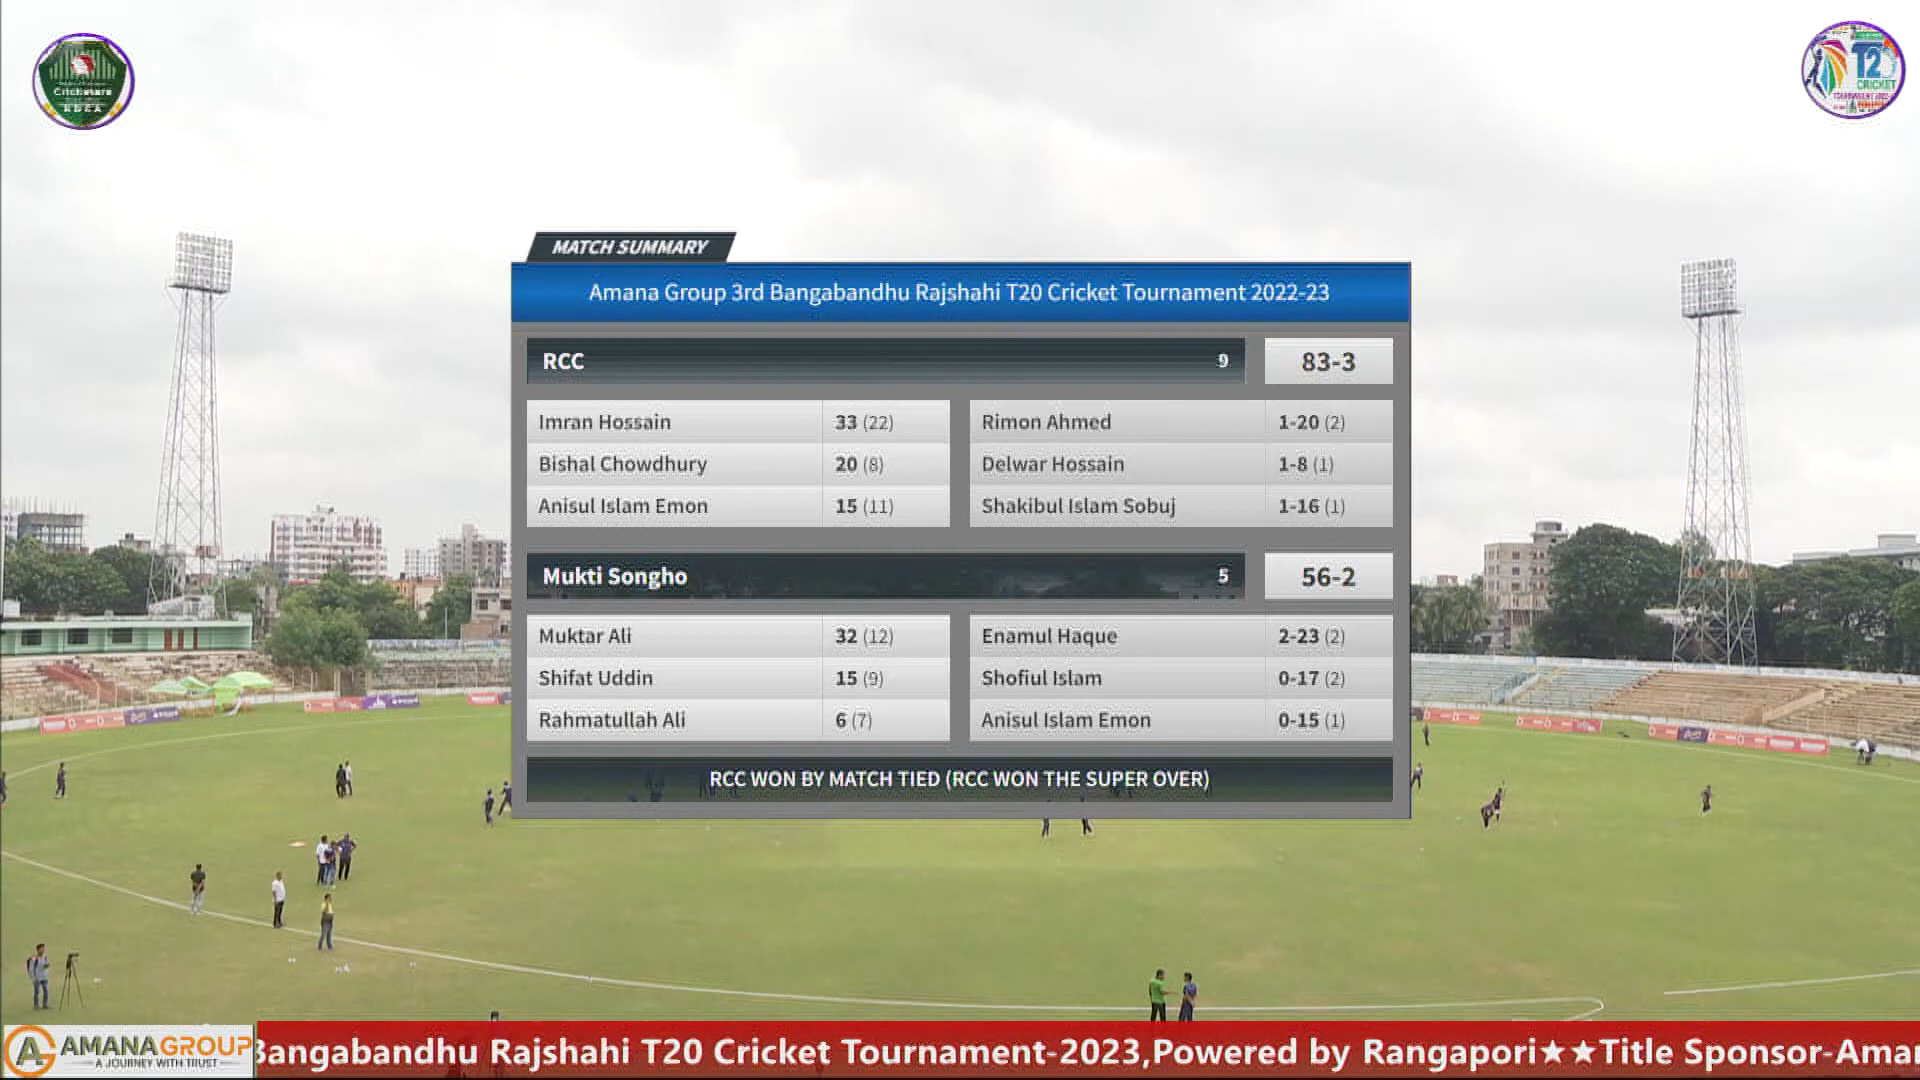 Cricketers
T20
CRICKET
MATCH SUMMARY
Amana Group 3rd Bangabandhu Rajshahi T20 Cricket Tournament 2022-23
RCC 9 83-3
Imran Hossain 33 (22) Rimon Ahmed 1-20 (2)
Bishal Chowdhury 20 (8) Delwar Hossain 1-8 (1)
Anisul Islam Emon 15 (11) Shakibul Islam Sobuj 1-16 (1)
Mukti Songho 5 56-2
Muktar Ali 32 (12) Enamul Haque 2-23 (2)
Shifat Uddin 15 (9) Shofiul Islam 0-17 (2)
Rahmatullah Ali 6 (7) Anisul Islam Emon 0-15 (1)
RCC WON BY MATCH TIED (RCC WON THE SUPER OVER)
AMANAGROUP
A JOURNEY WITH TRUST
Bangabandhu Rajshahi T20 Cricket Tournament-2023,Powered by Rangapori★★Title Sponsor-Aman